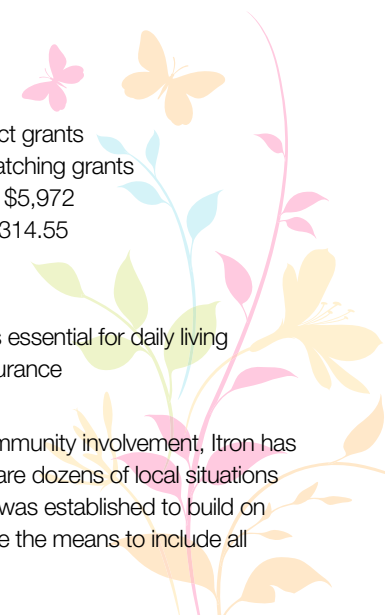 ct grants
atching grants
$5,972
314.55
s essential for daily living
urance
mmunity involvement, Itron has
are dozens of local situations
was established to build on
e the means to include all